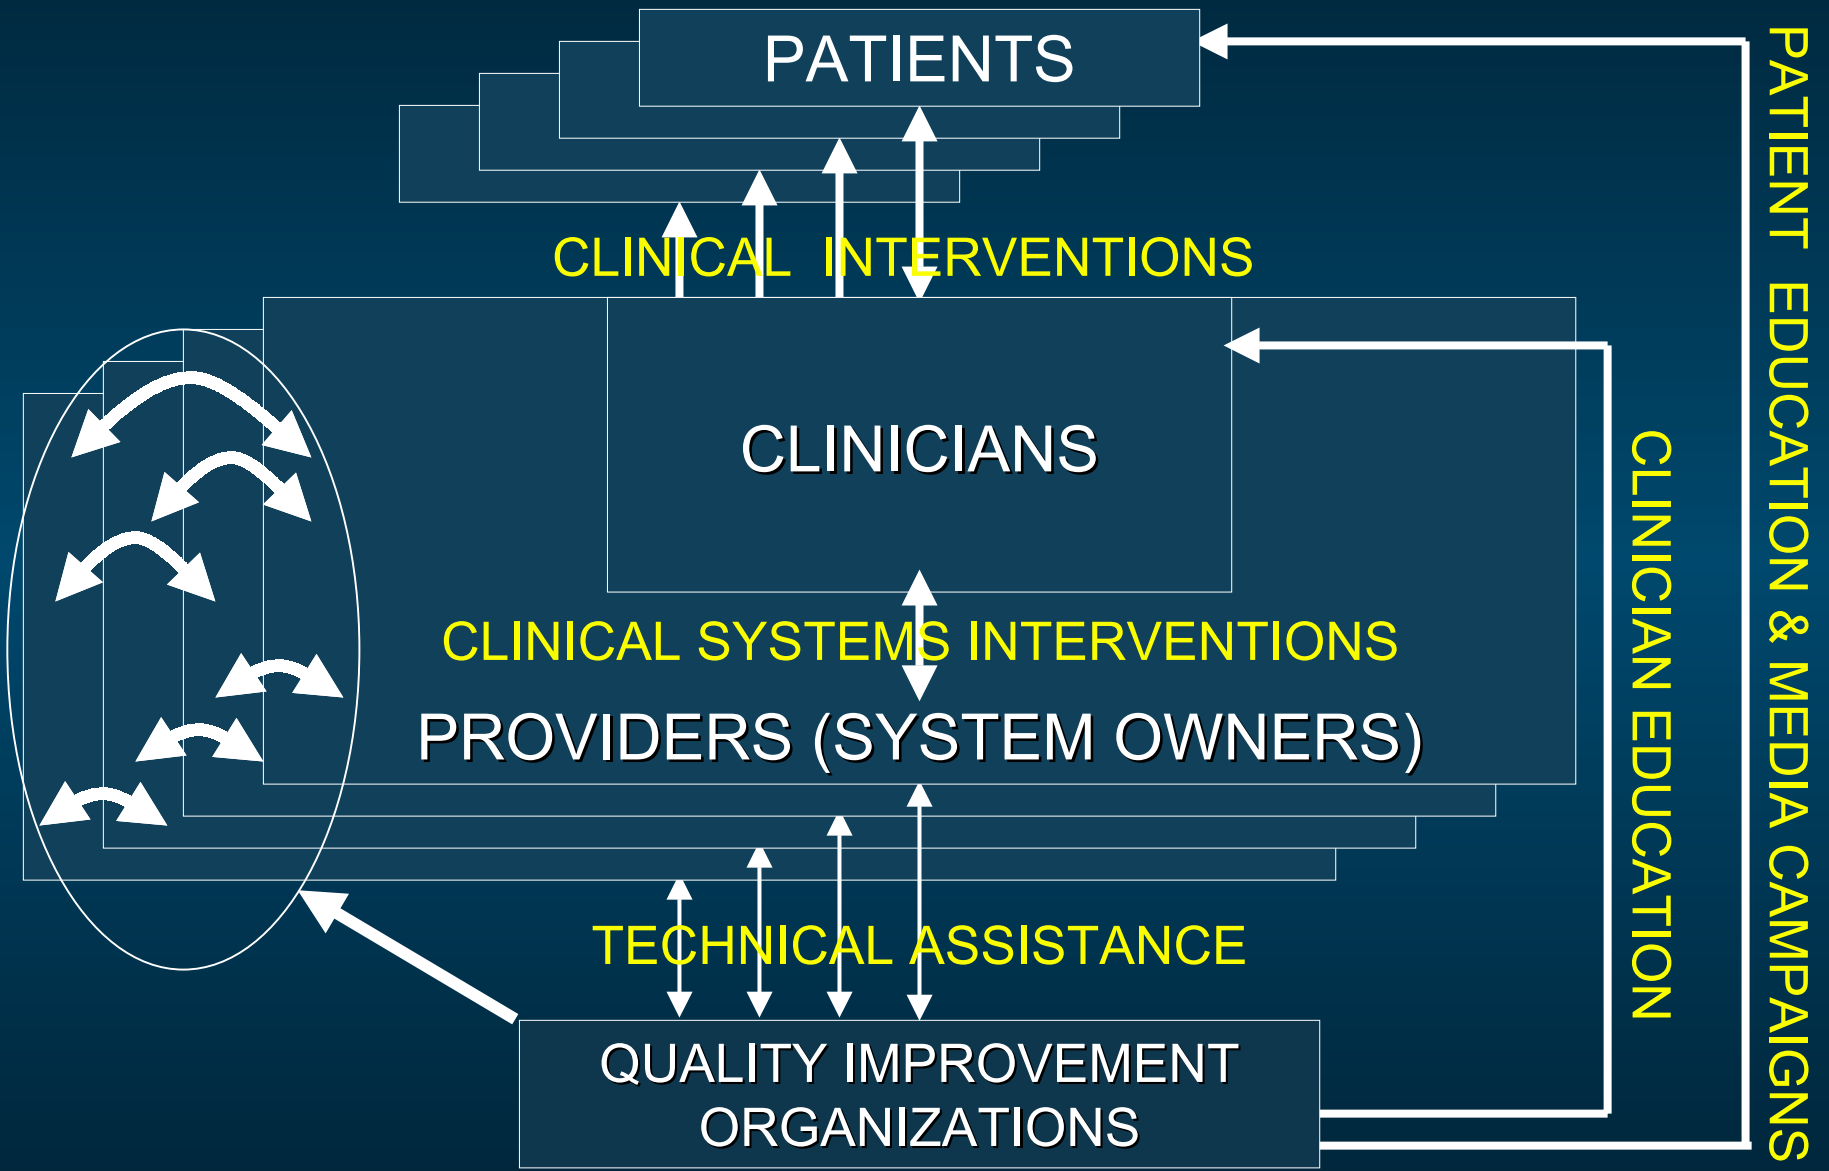 PATIENTS
CLINICAL INTERVENTIONS
CLINICIANS
CLINICAL SYSTEMS INTERVENTIONS
PROVIDERS (SYSTEM OWNERS)
TECHNICAL ASSISTANCE
QUALITY IMPROVEMENT
ORGANIZATIONS
CLINICIAN EDUCATION
PATIENT EDUCATION & MEDIA CAMPAIGNS